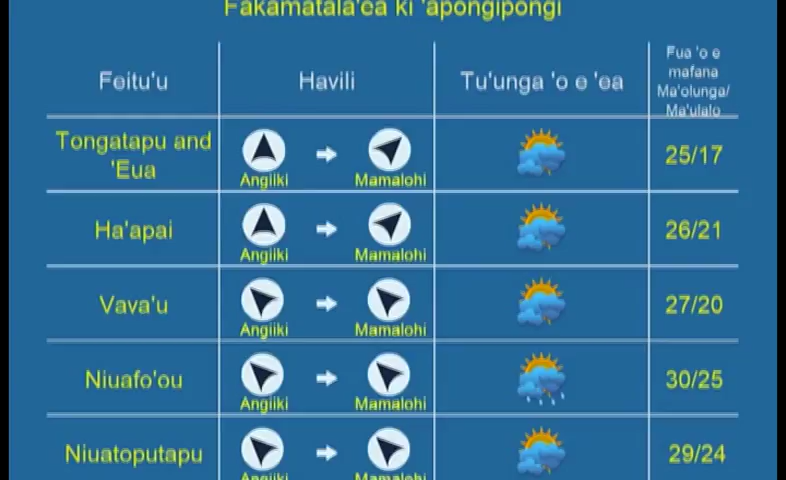 Fakamatala'ea ki 'apongipongi
Feitu'u
Havili
Tu'unga 'o e 'ea
Fua 'o e
mafana
Ma'olunga/
Ma'ulalo
Tongatapu and
'Eua
Angiiki
Mamalohi
25/17
Ha'apai
Angiiki
Mamalohi
26/21
Vava'u
Angiiki
Mamalohi
27/20
Niuafo'ou
Angiiki
Mamalohi
30/25
Niuatoputapu
Angiiki
Mamalohi
29/24